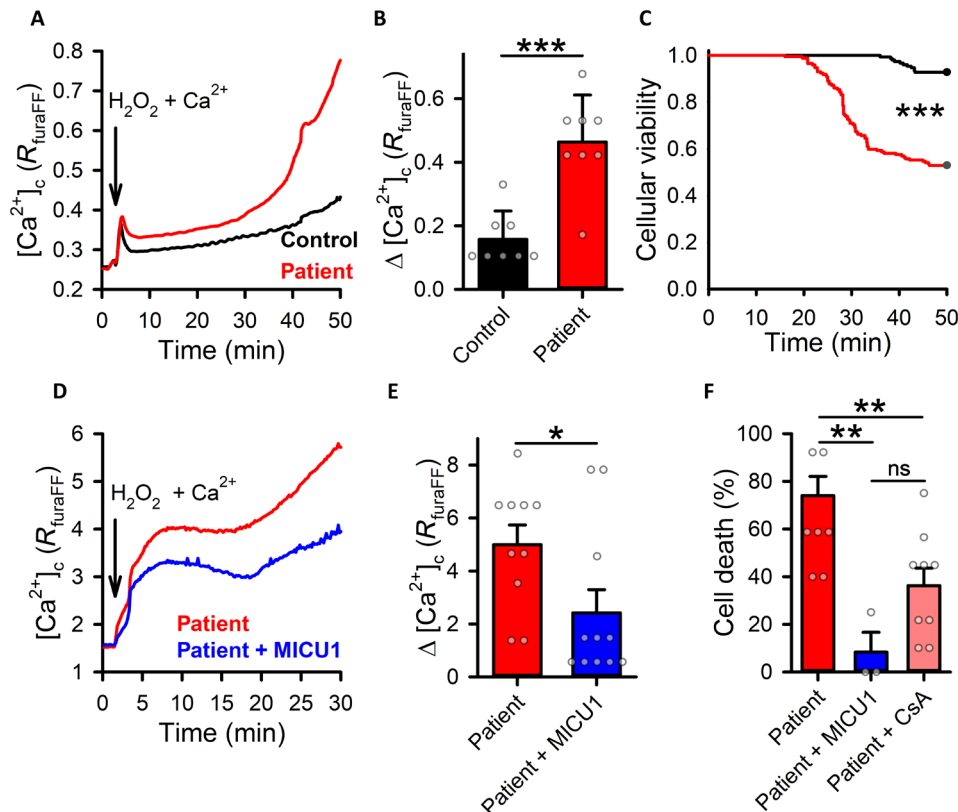 A
[Ca²⁺]c (RfuraFF)
0.8
0.7
0.6
0.5
0.4
0.3
0.2
H₂O₂ + Ca²⁺
Control
Patient
0 10 20 30 40 50
Time (min)
B
Δ [Ca²⁺]c (RfuraFF)
0.6
0.4
0.2
0.0
***
Control
Patient
C
Cellular viability
1.0
0.8
0.6
0.4
0.2
0.0
***
0 10 20 30 40 50
Time (min)
D
[Ca²⁺]c (RfuraFF)
6
5
4
3
2
1
H₂O₂ + Ca²⁺
Patient
Patient + MICU1
0 5 10 15 20 25 30
Time (min)
E
Δ [Ca²⁺]c (RfuraFF)
8
6
4
2
0
*
Patient
Patient + MICU1
F
Cell death (%)
100
80
60
40
20
0
**
**
ns
Patient
Patient + MICU1
Patient + CsA